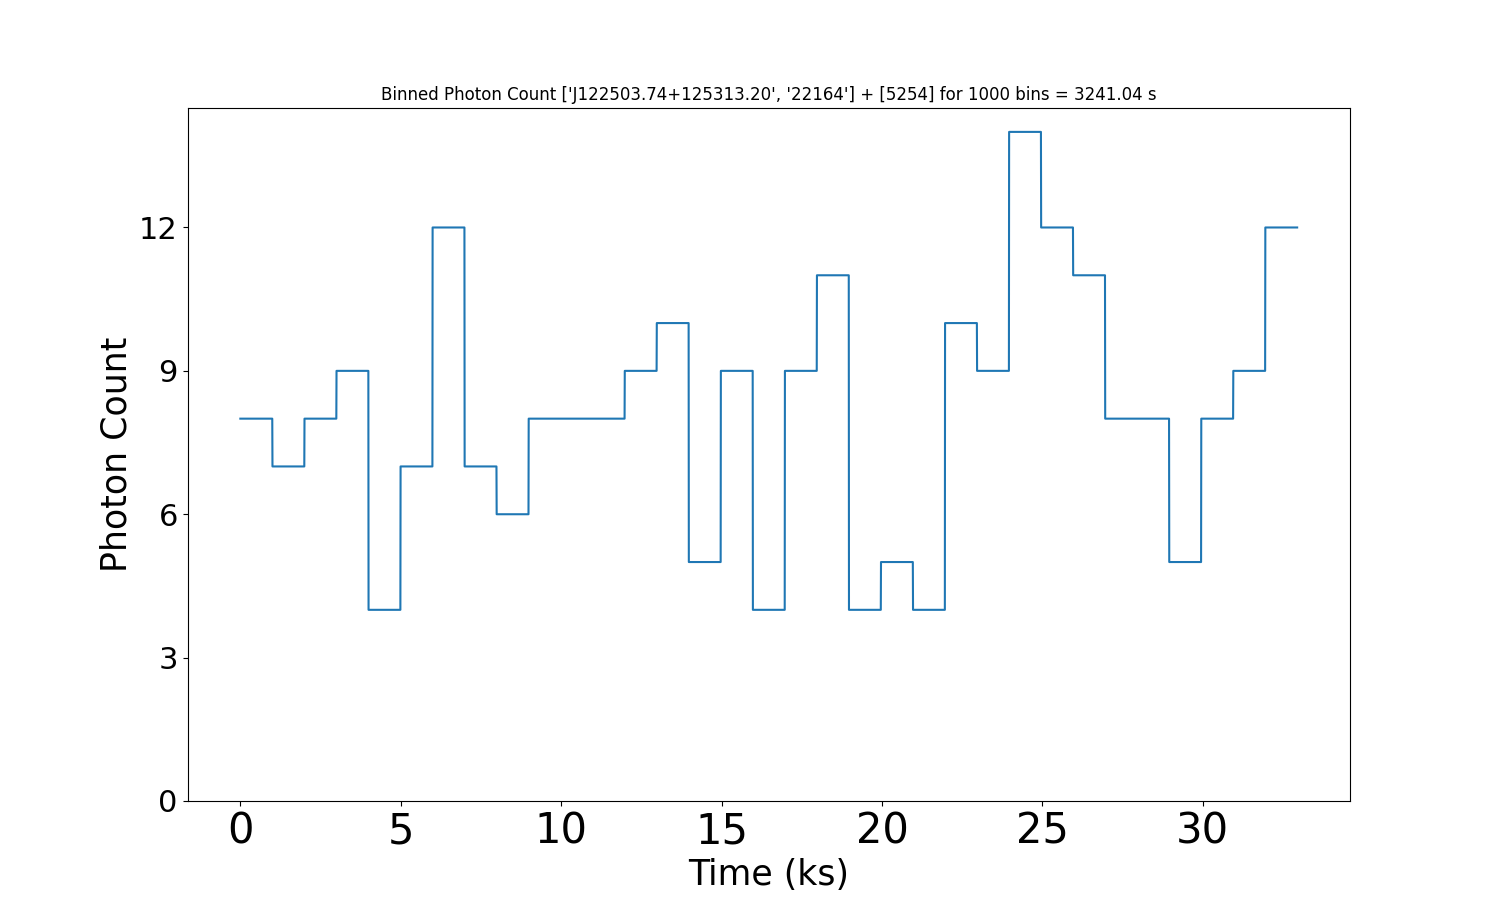 Binned Photon Count ['J122503.74+125313.20', '22164'] + [5254] for 1000 bins = 3241.04 s
12
9
6
3
0
Photon Count
0 5 10 15 20 25 30
Time (ks)